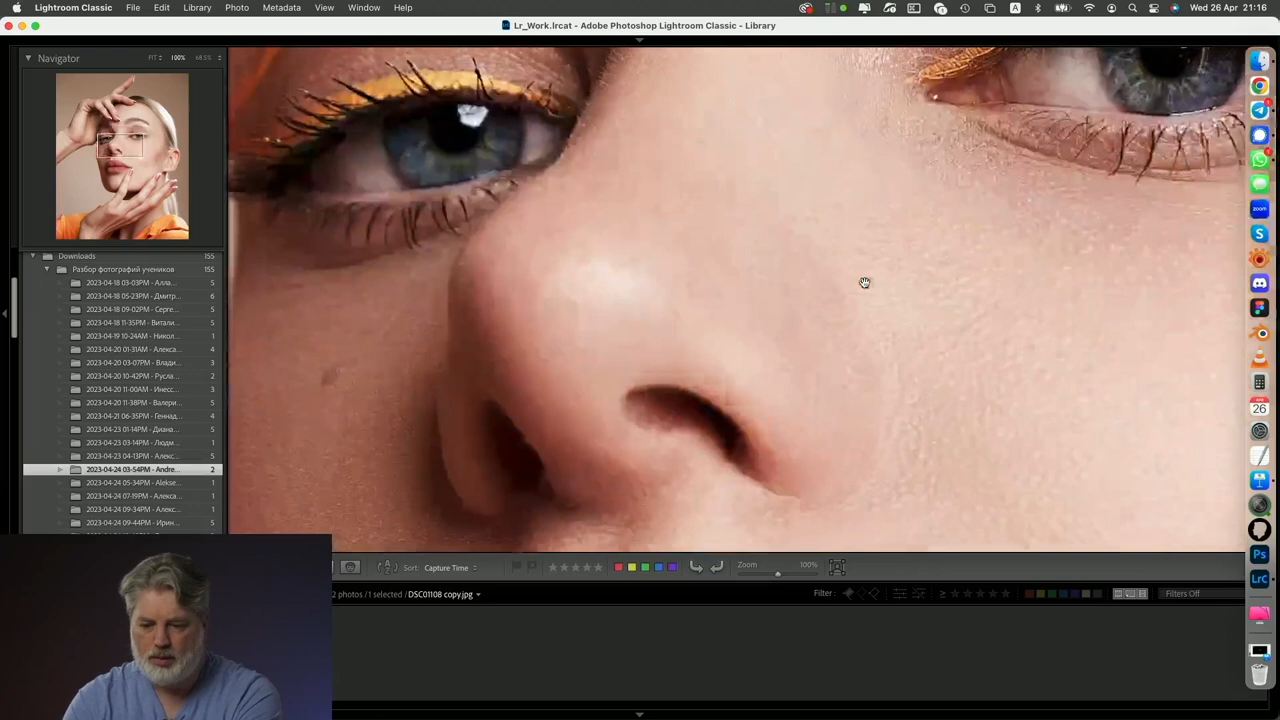 Lightroom Classic File Edit Library Photo Metadata View Window Help Wed 26 Apr 21:16
Lr_Work.lrcat - Adobe Photoshop Lightroom Classic - Library
Navigator FIT 100%
Downloads 155
Разбор фотографий учеников 155
2023-04-18 03-03PM - Алла... 5
2023-04-18 05-23PM - Дмитр... 6
2023-04-18 09-02PM - Серге... 5
2023-04-18 11-35PM - Витали... 5
2023-04-19 10-24AM - Никол... 1
2023-04-20 01-31AM - Алекса... 4
2023-04-20 03-07PM - Влади... 3
2023-04-20 10-42PM - Русла... 2
2023-04-20 11-00AM - Инесс... 3
2023-04-20 11-38PM - Валери... 5
2023-04-21 06-35PM - Геннад... 4
2023-04-23 01-14PM - Диана... 5
2023-04-23 03-14PM - Людм... 1
2023-04-23 04-13PM - Алекс... 5
2023-04-24 03-54PM - Andre... 2
2023-04-24 05-34PM - Alekse... 1
2023-04-24 07-19PM - Алекса... 1
2023-04-24 09-34PM - Алекс... 1
2023-04-24 09-44PM - Ирин... 5
Sort: Capture Time Zoom 100%
2 photos / 1 selected / DSC01108 copy.jpg Filter: Filters Off
zoom
APR
26
Ps
LrC